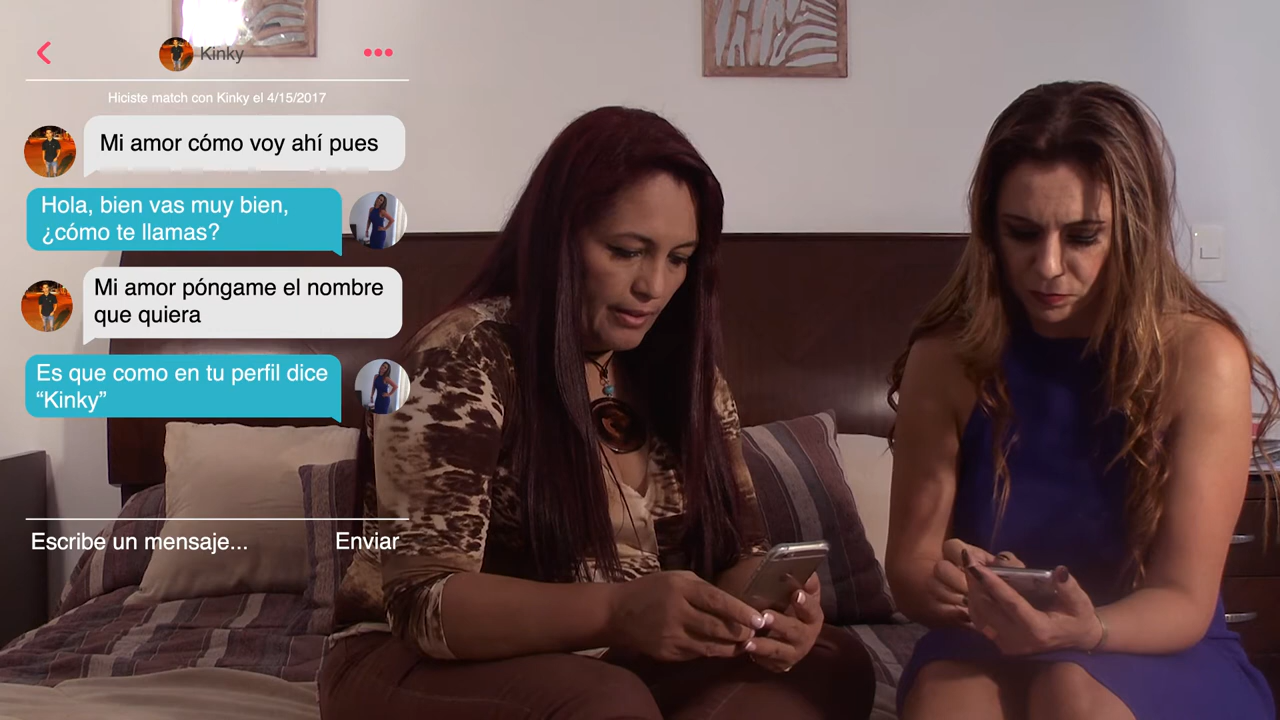 Kinky
Hiciste match con Kinky el 4/15/2017
Mi amor cómo voy ahí pues
Hola, bien vas muy bien,
¿cómo te llamas?
Mi amor póngame el nombre
que quiera
Es que como en tu perfil dice
“Kinky”
Escribe un mensaje...
Enviar